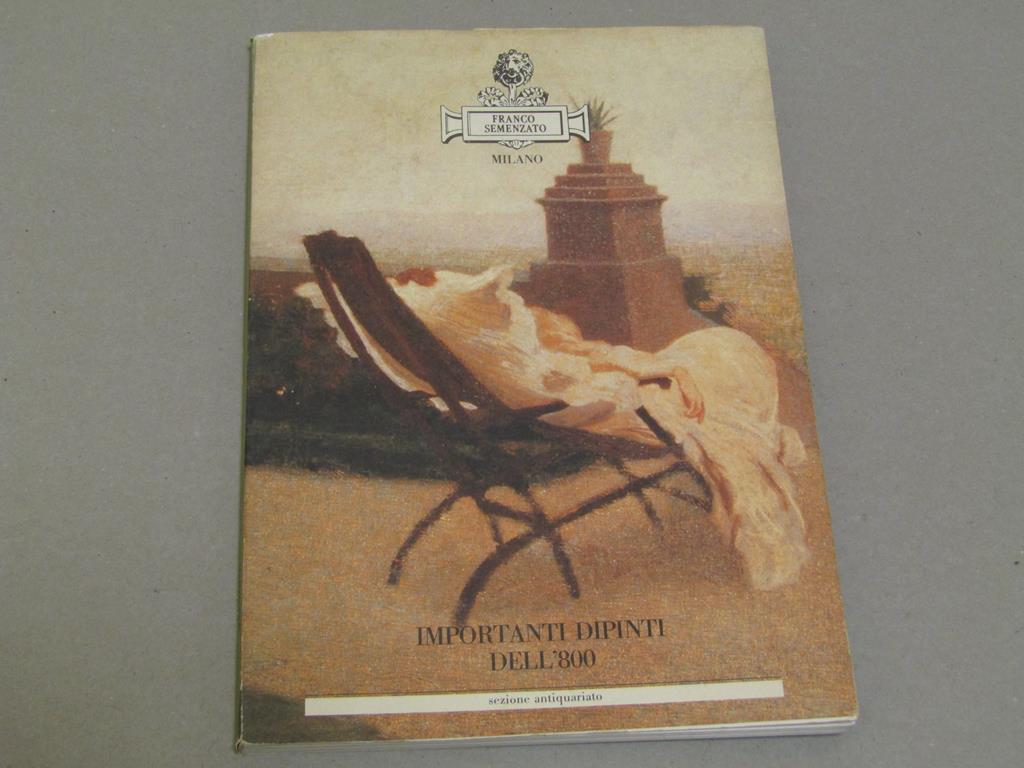 FRANCO
SEMENZATO
MILANO
IMPORTANTI DIPINTI
DELL'800
sezione antiquariato